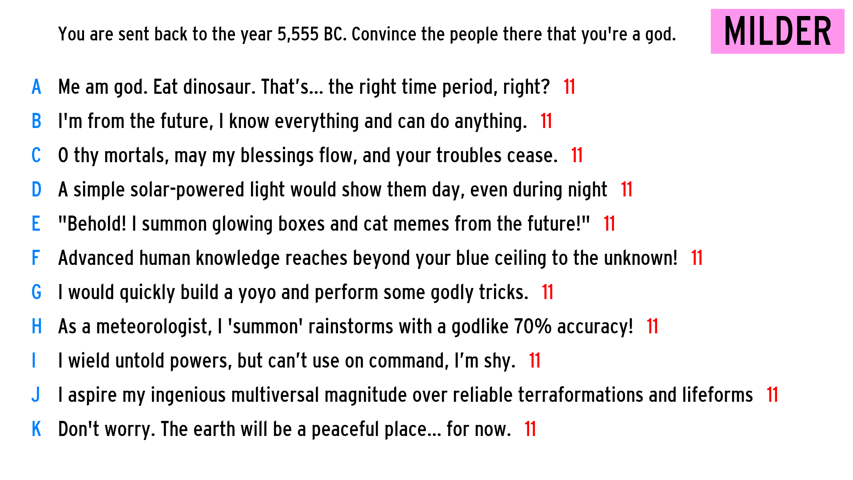 You are sent back to the year 5,555 BC. Convince the people there that you're a god.
MILDER
A Me am god. Eat dinosaur. That’s... the right time period, right? 11
B I'm from the future, I know everything and can do anything. 11
C O thy mortals, may my blessings flow, and your troubles cease. 11
D A simple solar-powered light would show them day, even during night 11
E "Behold! I summon glowing boxes and cat memes from the future!" 11
F Advanced human knowledge reaches beyond your blue ceiling to the unknown! 11
G I would quickly build a yoyo and perform some godly tricks. 11
H As a meteorologist, I 'summon' rainstorms with a godlike 70% accuracy! 11
I I wield untold powers, but can’t use on command, I’m shy. 11
J I aspire my ingenious multiversal magnitude over reliable terraformations and lifeforms 11
K Don't worry. The earth will be a peaceful place... for now. 11